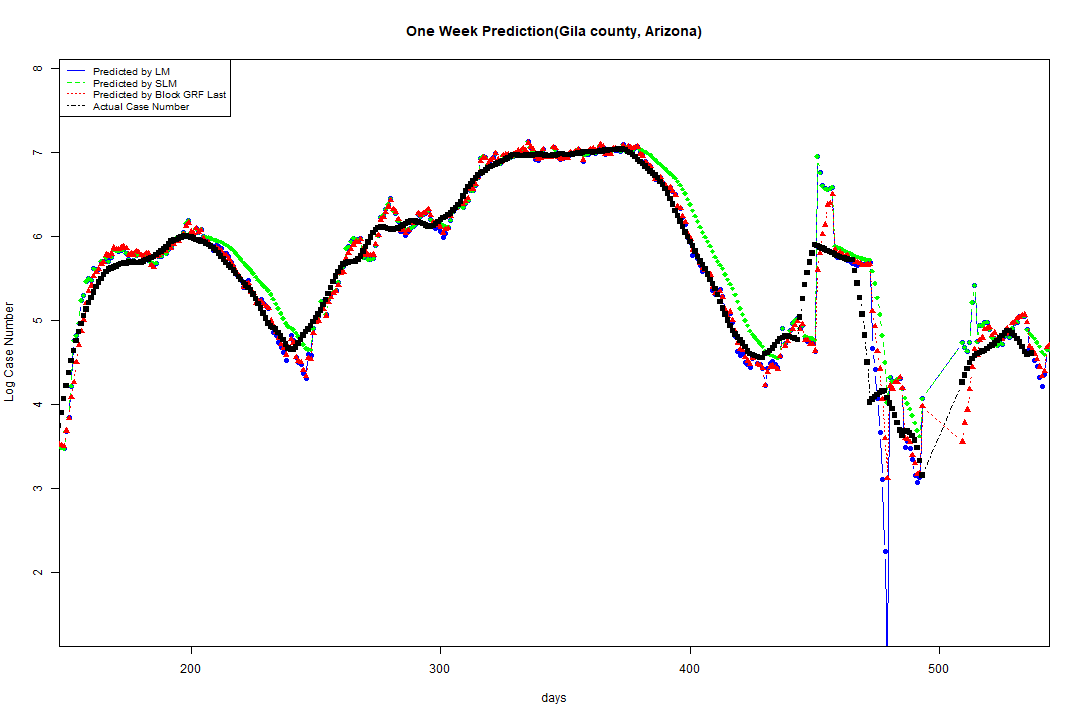 One Week Prediction(Gila county, Arizona)
Predicted by LM
Predicted by SLM
Predicted by Block GRF Last
Actual Case Number
8
7
6
5
4
3
2
Log Case Number
200
300
400
500
days